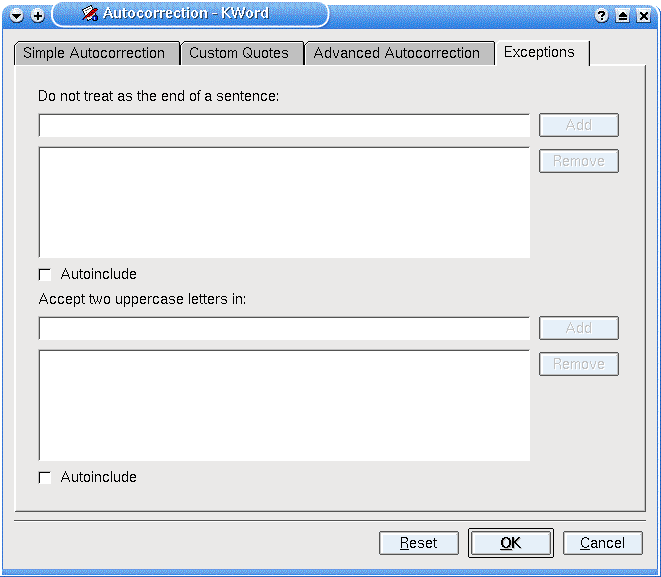 Autocorrection - KWord
Simple Autocorrection Custom Quotes Advanced Autocorrection Exceptions
Do not treat as the end of a sentence:
Add
Remove
Autoinclude
Accept two uppercase letters in:
Add
Remove
Autoinclude
Reset OK Cancel